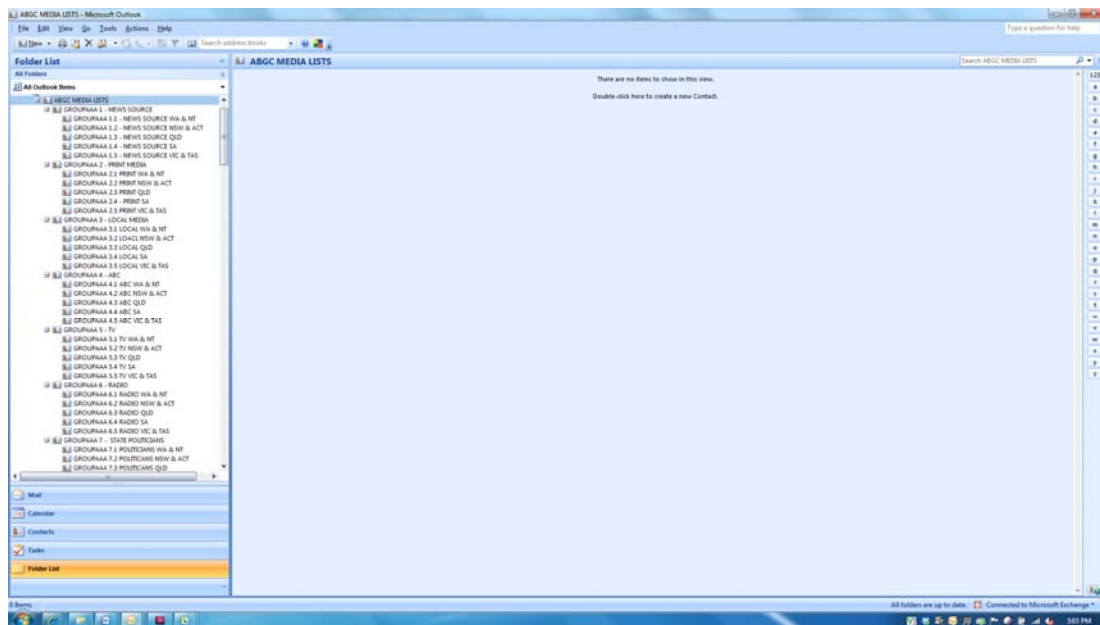 ABGC MEDIA LISTS - Microsoft Outlook
File Edit View Go Tools Actions Help
Type a question for help
New
Search address books
Folder List
ABGC MEDIA LISTS
Search ABGC MEDIA LISTS
All Folders
All Outlook Items
There are no items to show in this view.
Double-click here to create a new Contact.
ABGC MEDIA LISTS
GROUPAAA 1 - NEWS SOURCE
GROUPAAA 1.1 - NEWS SOURCE WA & NT
GROUPAAA 1.2 - NEWS SOURCE NSW & ACT
GROUPAAA 1.3 - NEWS SOURCE QLD
GROUPAAA 1.4 - NEWS SOURCE SA
GROUPAAA 1.5 - NEWS SOURCE VIC & TAS
GROUPAAA 2 - PRINT MEDIA
GROUPAAA 2.1 PRINT WA & NT
GROUPAAA 2.2 PRINT NSW & ACT
GROUPAAA 2.3 PRINT QLD
GROUPAAA 2.4 - PRINT SA
GROUPAAA 2.5 PRINT VIC & TAS
GROUPAAA 3 - LOCAL MEDIA
GROUPAAA 3.1 LOCAL WA & NT
GROUPAAA 3.2 LOACL NSW & ACT
GROUPAAA 3.3 LOCAL QLD
GROUPAAA 3.4 LOCAL SA
GROUPAAA 3.5 LOCAL VIC & TAS
GROUPAAA 4 - ABC
GROUPAAA 4.1 ABC WA & NT
GROUPAAA 4.2 ABC NSW & ACT
GROUPAAA 4.3 ABC QLD
GROUPAAA 4.4 ABC SA
GROUPAAA 4.5 ABC VIC & TAS
GROUPAAA 5 - TV
GROUPAAA 5.1 TV WA & NT
GROUPAAA 5.2 TV NSW & ACT
GROUPAAA 5.3 TV QLD
GROUPAAA 5.4 TV SA
GROUPAAA 5.5 TV VIC & TAS
GROUPAAA 6 - RADIO
GROUPAAA 6.1 RADIO WA & NT
GROUPAAA 6.2 RADIO NSW & ACT
GROUPAAA 6.3 RADIO QLD
GROUPAAA 6.4 RADIO SA
GROUPAAA 6.5 RADIO VIC & TAS
GROUPAAA 7 - STATE POLITICIANS
GROUPAAA 7.1 POLITICIANS WA & NT
GROUPAAA 7.2 POLITICANS NSW & ACT
GROUPAAA 7.3 POLITICANS QLD
Mail
Calendar
Contacts
Tasks
Folder List
0 Items
All folders are up to date. Connected to Microsoft Exchange
3:03 PM